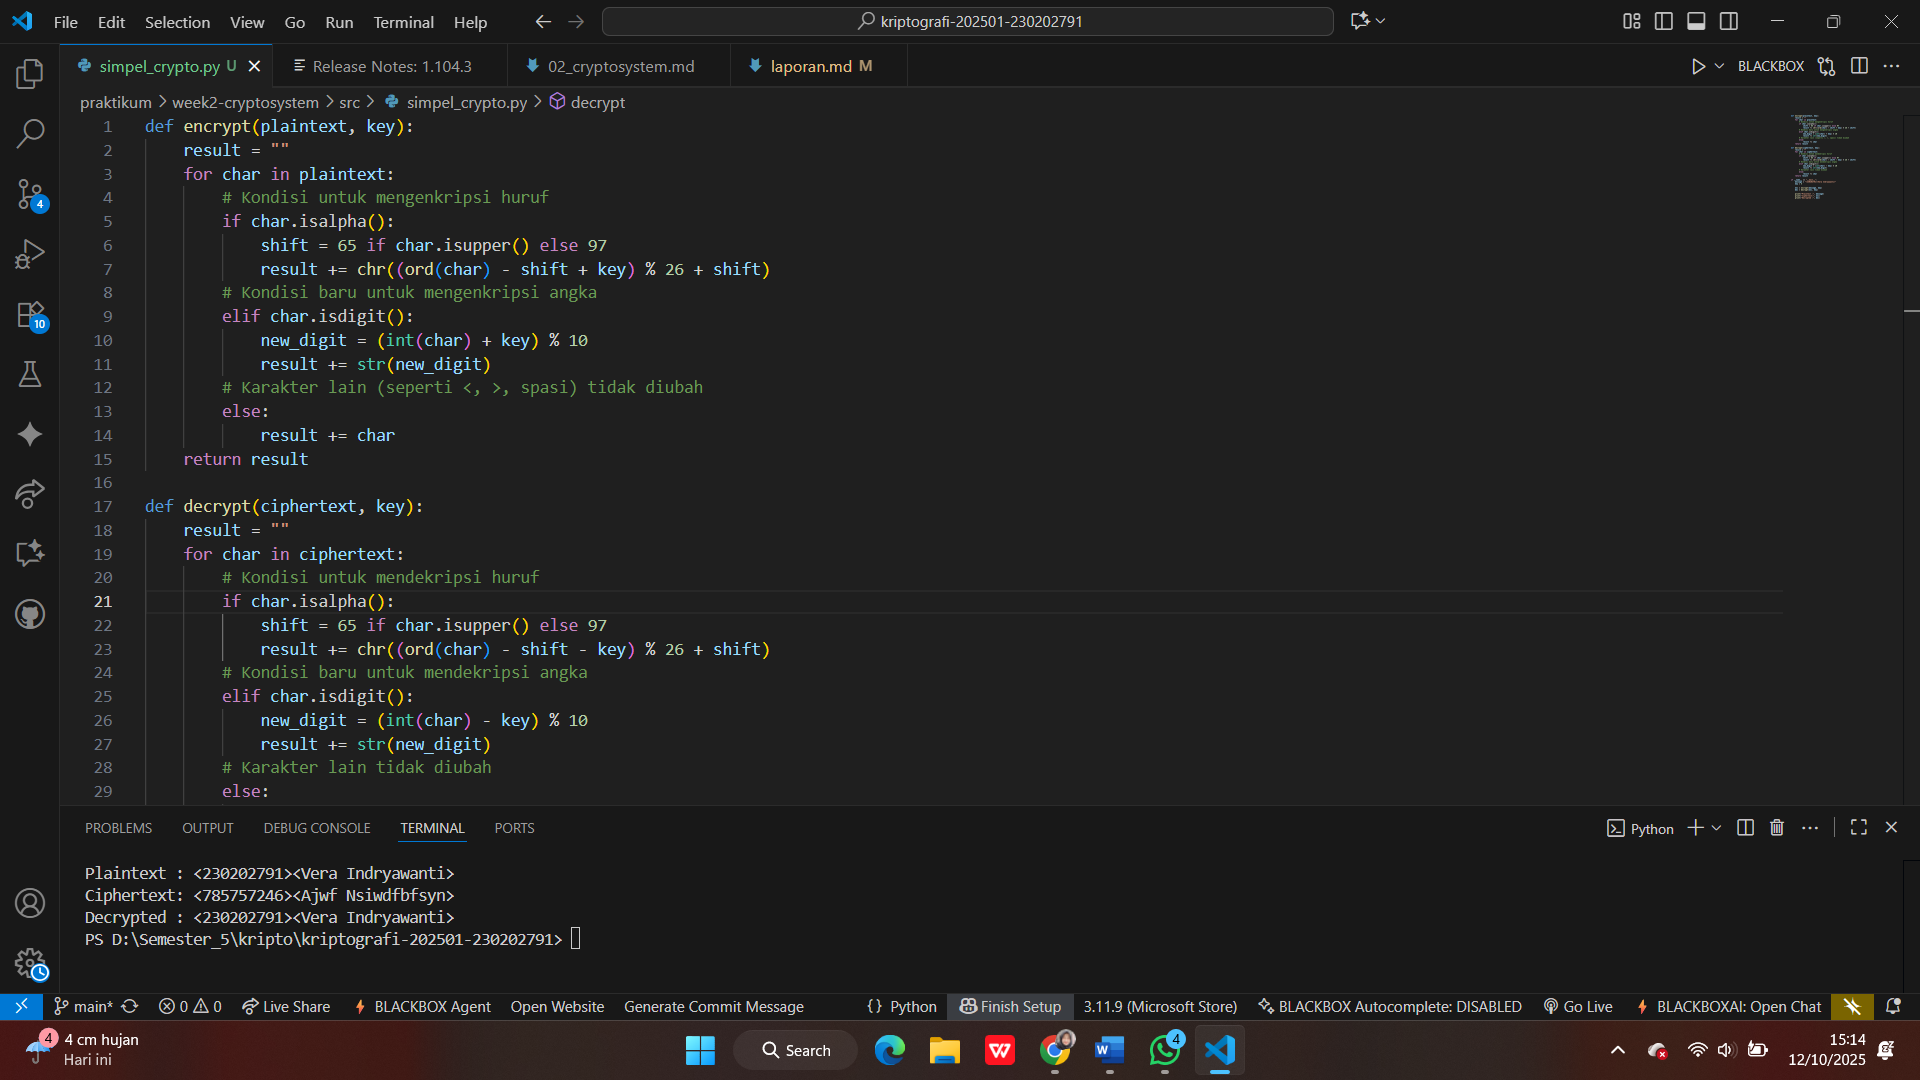 File Edit Selection View Go Run Terminal Help
kriptografi-202501-230202791
simpel_crypto.py U
Release Notes: 1.104.3
02_cryptosystem.md
laporan.md M
BLACKBOX
praktikum > week2-cryptosystem > src > simpel_crypto.py > decrypt
1 def encrypt(plaintext, key):
2 result = ""
3 for char in plaintext:
4 # Kondisi untuk mengenkripsi huruf
5 if char.isalpha():
6 shift = 65 if char.isupper() else 97
7 result += chr((ord(char) - shift + key) % 26 + shift)
8 # Kondisi baru untuk mengenkripsi angka
9 elif char.isdigit():
10 new_digit = (int(char) + key) % 10
11 result += str(new_digit)
12 # Karakter lain (seperti <, >, spasi) tidak diubah
13 else:
14 result += char
15 return result
16
17 def decrypt(ciphertext, key):
18 result = ""
19 for char in ciphertext:
20 # Kondisi untuk mendekripsi huruf
21 if char.isalpha():
22 shift = 65 if char.isupper() else 97
23 result += chr((ord(char) - shift - key) % 26 + shift)
24 # Kondisi baru untuk mendekripsi angka
25 elif char.isdigit():
26 new_digit = (int(char) - key) % 10
27 result += str(new_digit)
28 # Karakter lain tidak diubah
29 else:
4
10
PROBLEMS OUTPUT DEBUG CONSOLE TERMINAL PORTS
Python
Plaintext : <230202791><Vera Indryawanti>
Ciphertext: <785757246><Ajwf Nsiwdfbfsyn>
Decrypted : <230202791><Vera Indryawanti>
PS D:\Semester_5\kripto\kriptografi-202501-230202791>
main* 0 0 Live Share BLACKBOX Agent Open Website Generate Commit Message {} Python Finish Setup 3.11.9 (Microsoft Store) BLACKBOX Autocomplete: DISABLED Go Live BLACKBOXAI: Open Chat
4
4 cm hujan
Hari ini
Search
4
15:14
12/10/2025